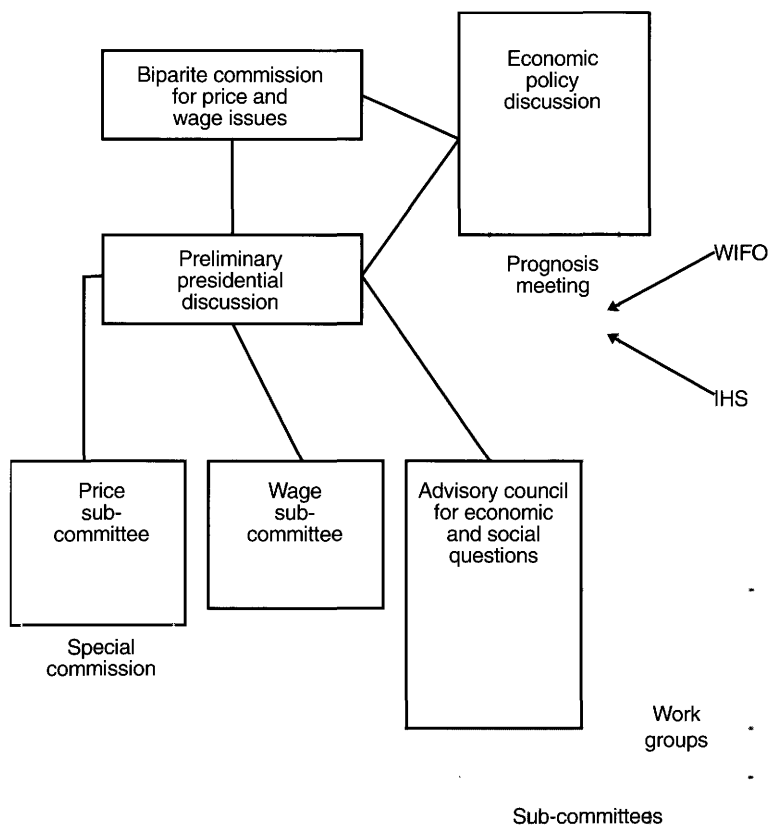 Biparite commission
for price and
wage issues
Economic
policy
discussion
Preliminary
presidential
discussion
Prognosis
meeting
WIFO
IHS
Price
sub-
committee
Wage
sub-
committee
Advisory council
for economic
and social
questions
Special
commission
Work
groups
Sub-committees